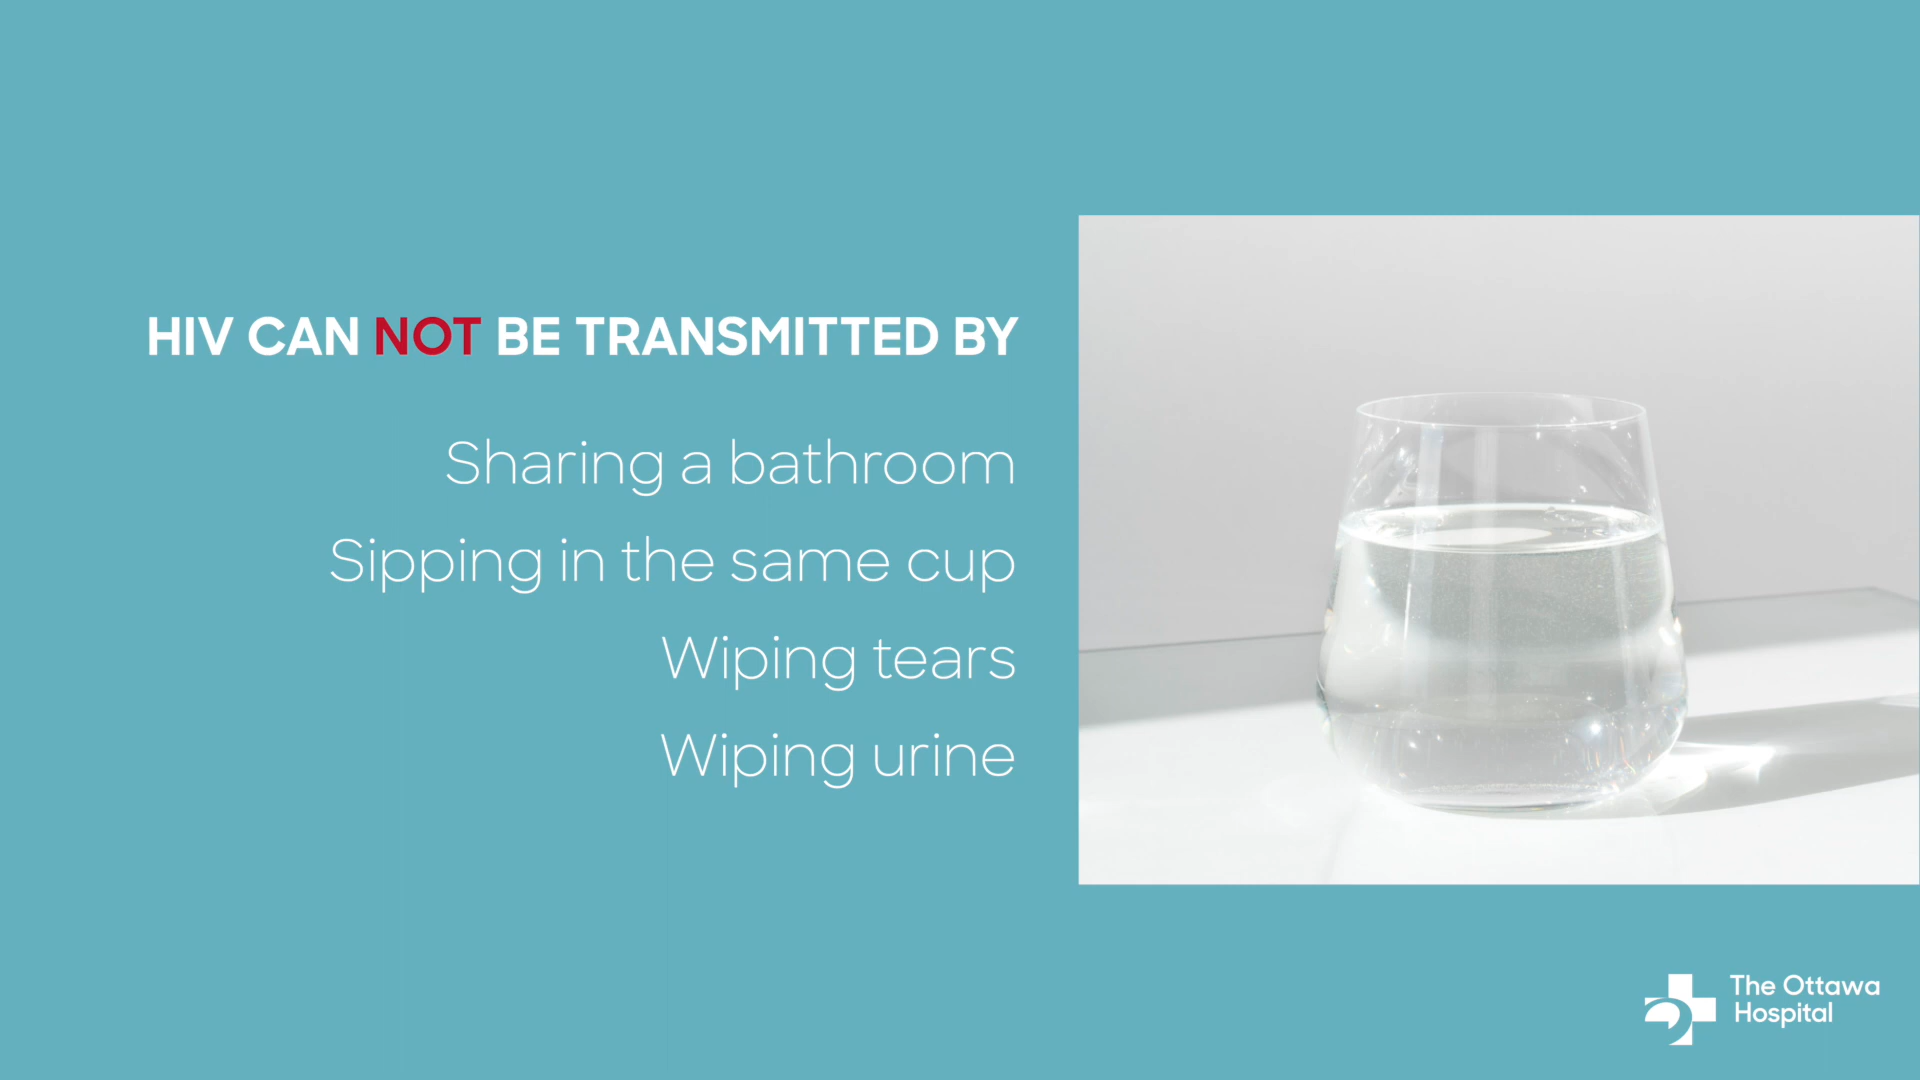 HIV CAN NOT BE TRANSMITTED BY
Sharing a bathroom
Sipping in the same cup
Wiping tears
Wiping urine
The Ottawa
Hospital